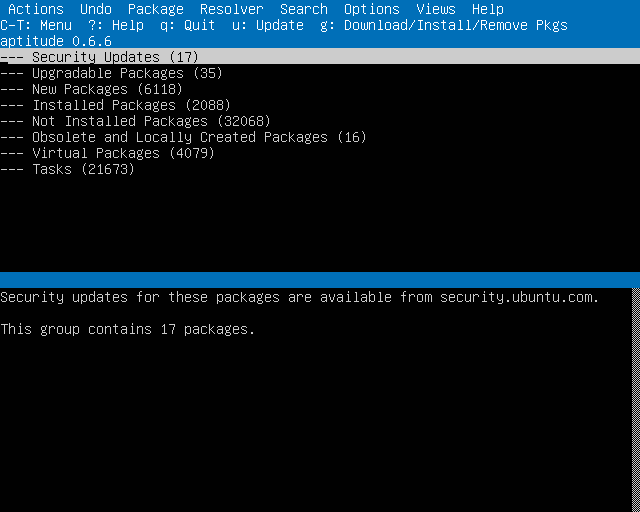 Actions  Undo  Package  Resolver  Search  Options  Views  Help
C-T: Menu  ?: Help  q: Quit  u: Update  g: Download/Install/Remove Pkgs
aptitude 0.6.6
--- Security Updates (17)
--- Upgradable Packages (35)
--- New Packages (6118)
--- Installed Packages (2088)
--- Not Installed Packages (32068)
--- Obsolete and Locally Created Packages (16)
--- Virtual Packages (4079)
--- Tasks (21673)
Security updates for these packages are available from security.ubuntu.com.
This group contains 17 packages.